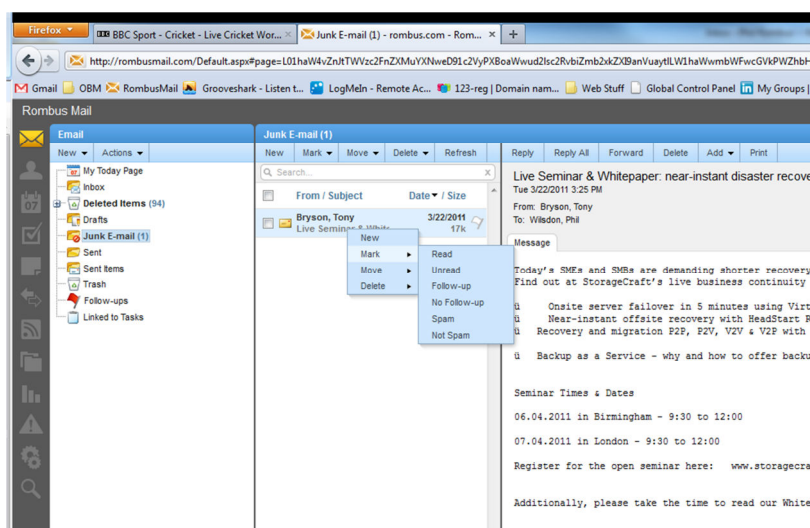 Firefox
BBC Sport - Cricket - Live Cricket Wor...
Junk E-mail (1) - rombus.com - Rom...
http://rombusmail.com/Default.aspx#page=
Gmail OBM RombusMail Grooveshark - Listen t... LogMeIn - Remote Ac... 123-reg | Domain nam... Web Stuff Global Control Panel My Groups |
Rombus Mail
Email
New Actions
My Today Page
Inbox
Deleted Items (94)
Drafts
Junk E-mail (1)
Sent
Sent Items
Trash
Follow-ups
Linked to Tasks
07
Junk E-mail (1)
New Mark Move Delete Refresh
Search...
From / Subject Date / Size
Bryson, Tony 3/22/2011
Live Seminar & White 17k
New
Mark
Move
Delete
Read
Unread
Follow-up
No Follow-up
Spam
Not Spam
Reply Reply All Forward Delete Add Print
Live Seminar & Whitepaper: near-instant disaster recove
Tue 3/22/2011 3:25 PM
From: Bryson, Tony
To: Wilsdon, Phil
Message
Today's SMEs and SMBs are demanding shorter recovery
Find out at StorageCraft's live business continuity
ü Onsite server failover in 5 minutes using Virt
ü Near-instant offsite recovery with HeadStart R
ü Recovery and migration P2P, P2V, V2V & V2P with
ü Backup as a Service - why and how to offer backu
Seminar Times & Dates
06.04.2011 in Birmingham - 9:30 to 12:00
07.04.2011 in London - 9:30 to 12:00
Register for the open seminar here: www.storagecra
Additionally, please take the time to read our White